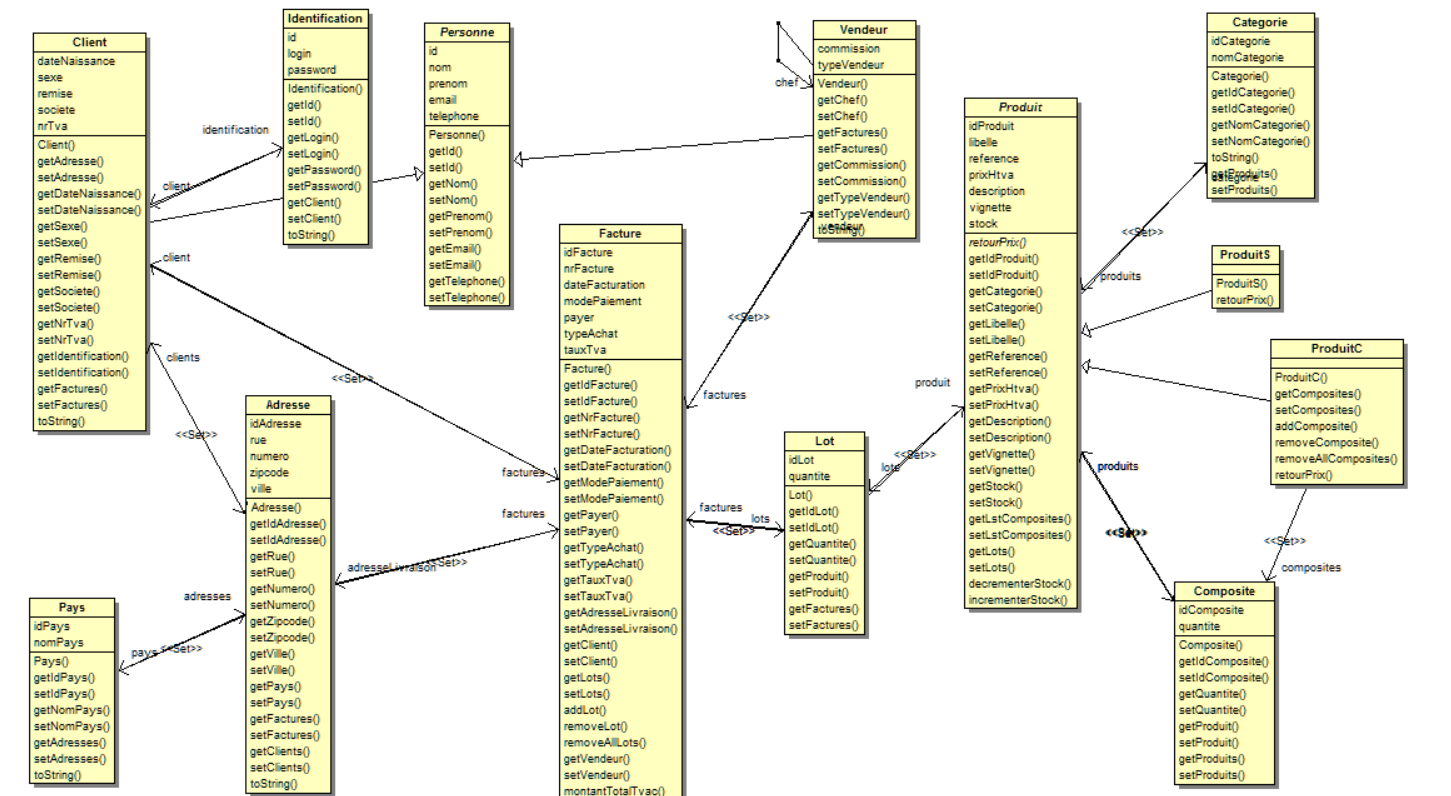 Client
dateNaissance
sexe
remise
societe
nrTva
Client()
getAdresse()
setAdresse()
getDateNaissance()
setDateNaissance()
getSexe()
setSexe()
getRemise()
setRemise()
getSociete()
setSociete()
getNrTva()
setNrTva()
getIdentification()
setIdentification()
getFactures()
setFactures()
toString()
identification
client
client
clients
<<Set>>
<<Set>>
Identification
id
login
password
Identification()
getId()
setId()
getLogin()
setLogin()
getPassword()
setPassword()
getClient()
setClient()
toString()
Personne
id
nom
prenom
email
telephone
Personne()
getId()
setId()
getNom()
setNom()
getPrenom()
setPrenom()
getEmail()
setEmail()
getTelephone()
setTelephone()
Vendeur
commission
typeVendeur
Vendeur()
getChef()
setChef()
getFactures()
setFactures()
getCommission()
setCommission()
getTypeVendeur()
setTypeVendeur()
toString()
chef
vendeur
<<Set>>
factures
Categorie
idCategorie
nomCategorie
Categorie()
getIdCategorie()
setIdCategorie()
getNomCategorie()
setNomCategorie()
toString()
getProduits()
setProduits()
categorie
<<Set>>
produits
Produit
idProduit
libelle
reference
prixHtva
description
vignette
stock
retourPrix()
getIdProduit()
setIdProduit()
getCategorie()
setCategorie()
getLibelle()
setLibelle()
getReference()
setReference()
getPrixHtva()
setPrixHtva()
getDescription()
setDescription()
getVignette()
setVignette()
getStock()
setStock()
getLstComposites()
setLstComposites()
getLots()
setLots()
decrementerStock()
incrementerStock()
ProduitS
ProduitS()
retourPrix()
ProduitC
ProduitC()
getComposites()
setComposites()
addComposite()
removeComposite()
removeAllComposites()
retourPrix()
<<Set>>
composites
produits
<<Set>>
Composite
idComposite
quantite
Composite()
getIdComposite()
setIdComposite()
getQuantite()
setQuantite()
getProduit()
setProduit()
getProduits()
setProduits()
Facture
idFacture
nrFacture
dateFacturation
modePaiement
payer
typeAchat
tauxTva
Facture()
getIdFacture()
setIdFacture()
getNrFacture()
setNrFacture()
getDateFacturation()
setDateFacturation()
getModePaiement()
setModePaiement()
getPayer()
setPayer()
getTypeAchat()
setTypeAchat()
getTauxTva()
setTauxTva()
getAdresseLivraison()
setAdresseLivraison()
getClient()
setClient()
getLots()
setLots()
addLot()
removeLot()
removeAllLots()
getVendeur()
setVendeur()
montantTotalTvac()
factures
factures
adresseLivraison
<<Set>>
factures
lots
<<Set>>
Lot
idLot
quantite
Lot()
getIdLot()
setIdLot()
getQuantite()
setQuantite()
getProduit()
setProduit()
getFactures()
setFactures()
produit
<<Set>>
lots
Adresse
idAdresse
rue
numero
zipcode
ville
Adresse()
getIdAdresse()
setIdAdresse()
getRue()
setRue()
getNumero()
setNumero()
getZipcode()
setZipcode()
getVille()
setVille()
getPays()
setPays()
getFactures()
setFactures()
getClients()
setClients()
toString()
adresses
pays
<<Set>>
Pays
idPays
nomPays
Pays()
getIdPays()
setIdPays()
getNomPays()
setNomPays()
getAdresses()
setAdresses()
toString()